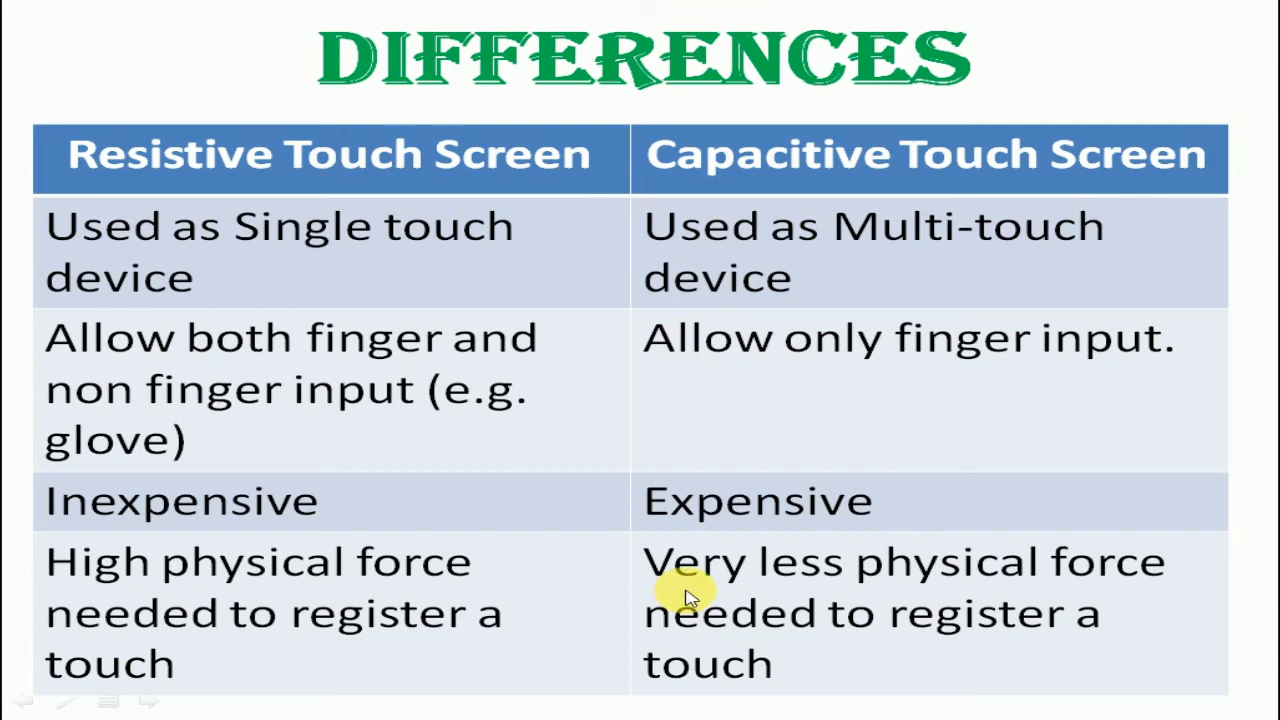 DIFFERENCES
Resistive Touch Screen
Capacitive Touch Screen
Used as Single touch
device
Used as Multi-touch
device
Allow both finger and
non finger input (e.g.
glove)
Allow only finger input.
Inexpensive
Expensive
High physical force
needed to register a
touch
Very less physical force
needed to register a
touch